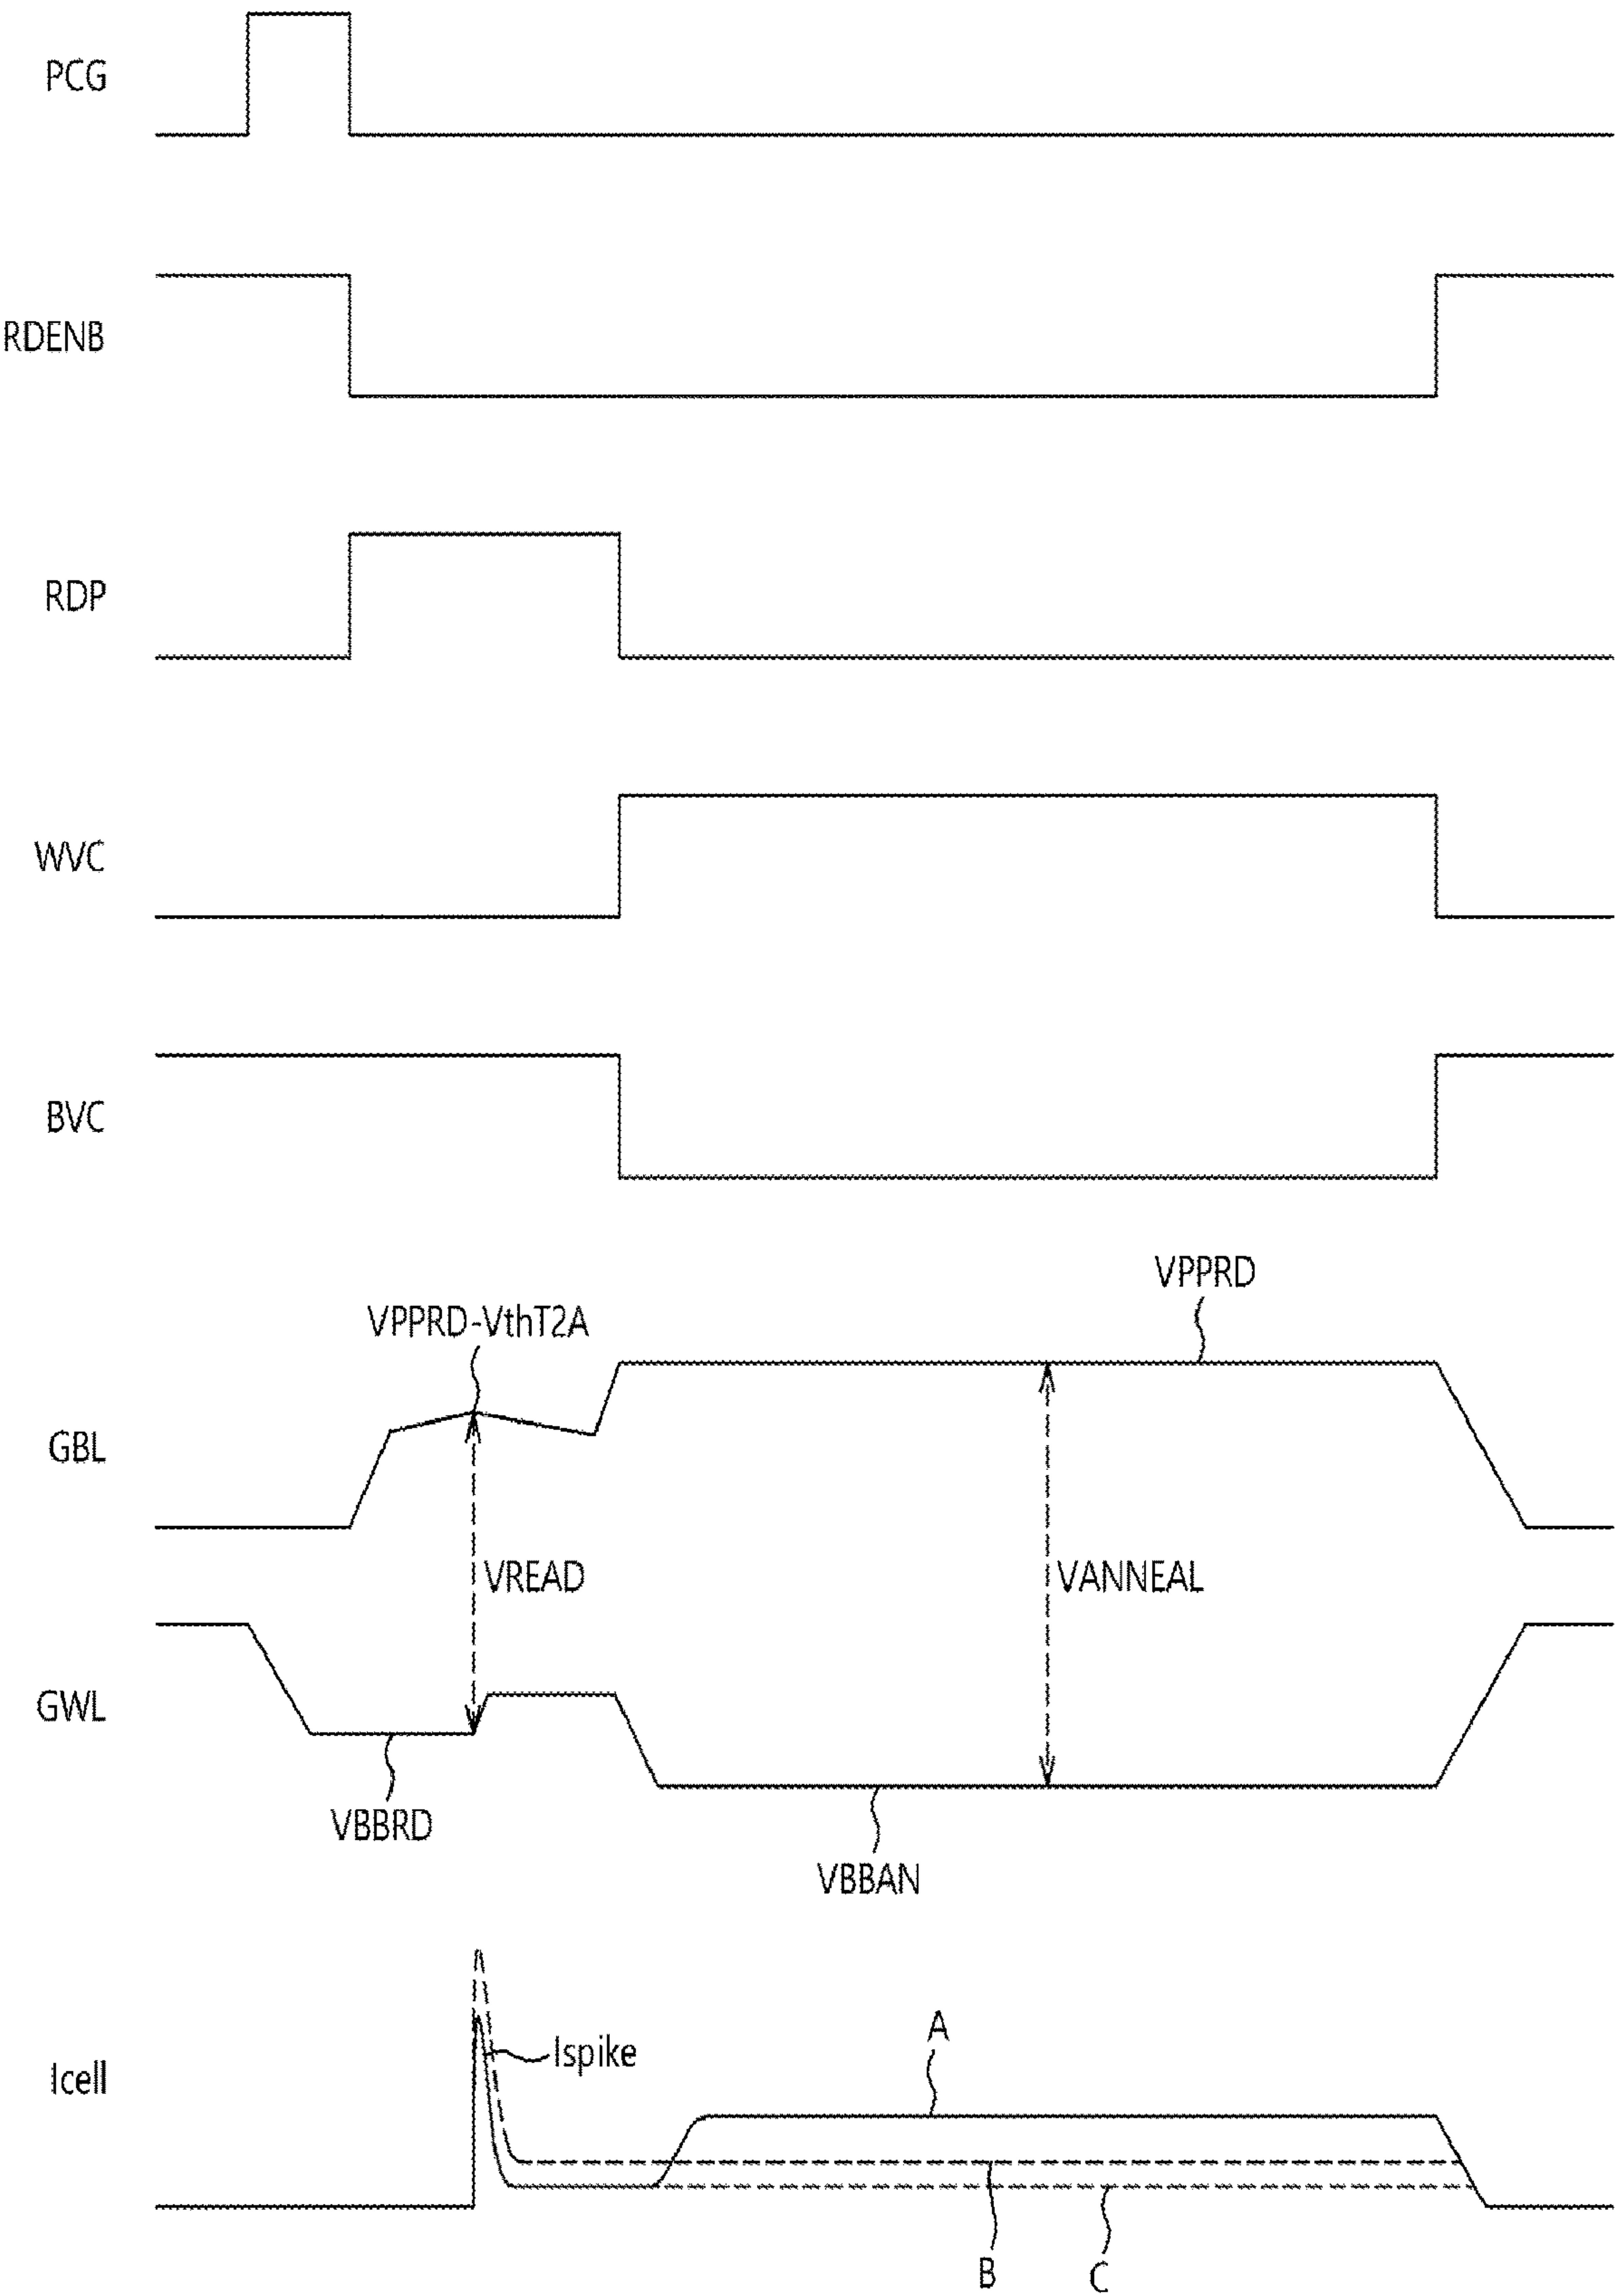 PCG
RDENB
RDP
WVC
BVC
VPPRD
VPPRD-VthT2A
GBL
VREAD
VANNEAL
GWL
VBBRD
VBBAN
A
Ispike
Icell
B
C